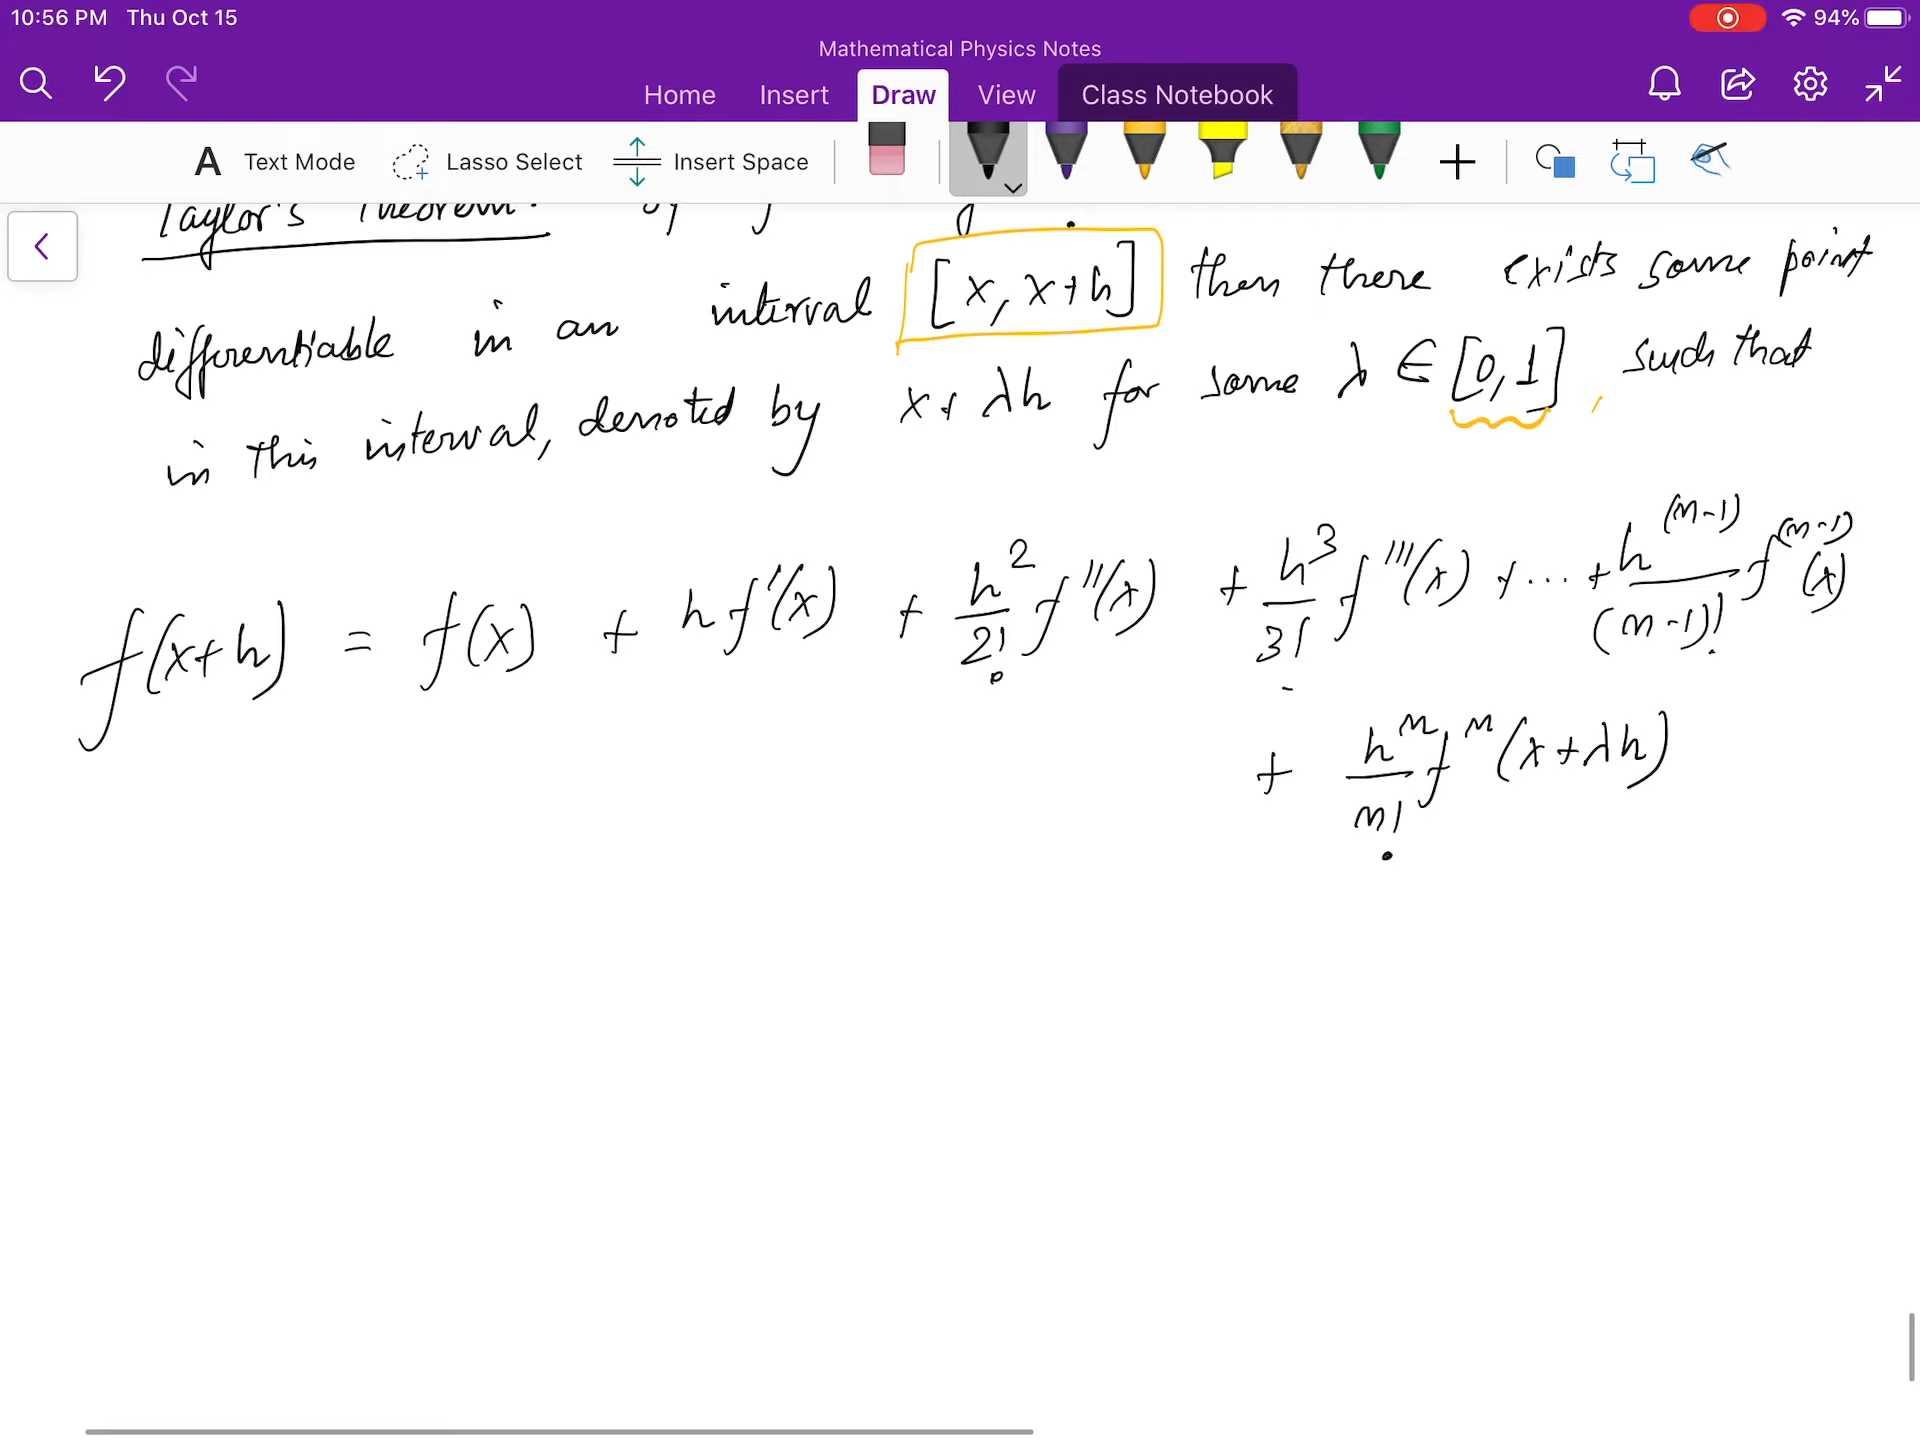 10:56 PM Thu Oct 15 94%
Mathematical Physics Notes
Home Insert Draw View Class Notebook
A Text Mode Lasso Select Insert Space
Taylor's Theorem:
differentiable in an interval [x, x+h] then there exists some point
in this interval, denoted by x+λh for some λ ∈ [0,1], such that
f(x+h) = f(x) + hf'(x) + h²/2! f''(x) + h³/3! f'''(x) + ... + h^(n-1)/(n-1)! f^(n-1)(x)
+ h^n/n! f^n(x+λh)